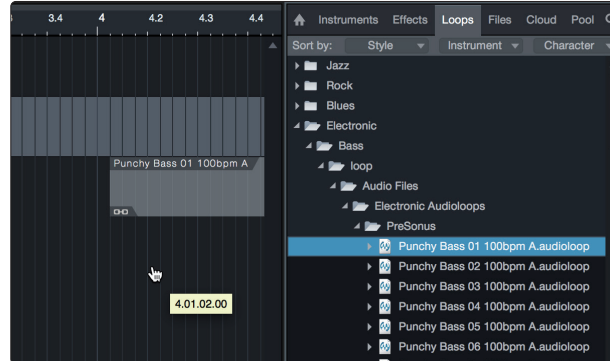 3.4 4 4.2 4.3 4.4
Punchy Bass 01 100bpm A
4.01.02.00
Instruments Effects Loops Files Cloud Pool
Sort by: Style Instrument Character
Jazz
Rock
Blues
Electronic
Bass
loop
Audio Files
Electronic Audioloops
PreSonus
Punchy Bass 01 100bpm A.audioloop
Punchy Bass 02 100bpm A.audioloop
Punchy Bass 03 100bpm A.audioloop
Punchy Bass 04 100bpm A.audioloop
Punchy Bass 05 100bpm A.audioloop
Punchy Bass 06 100bpm A.audioloop